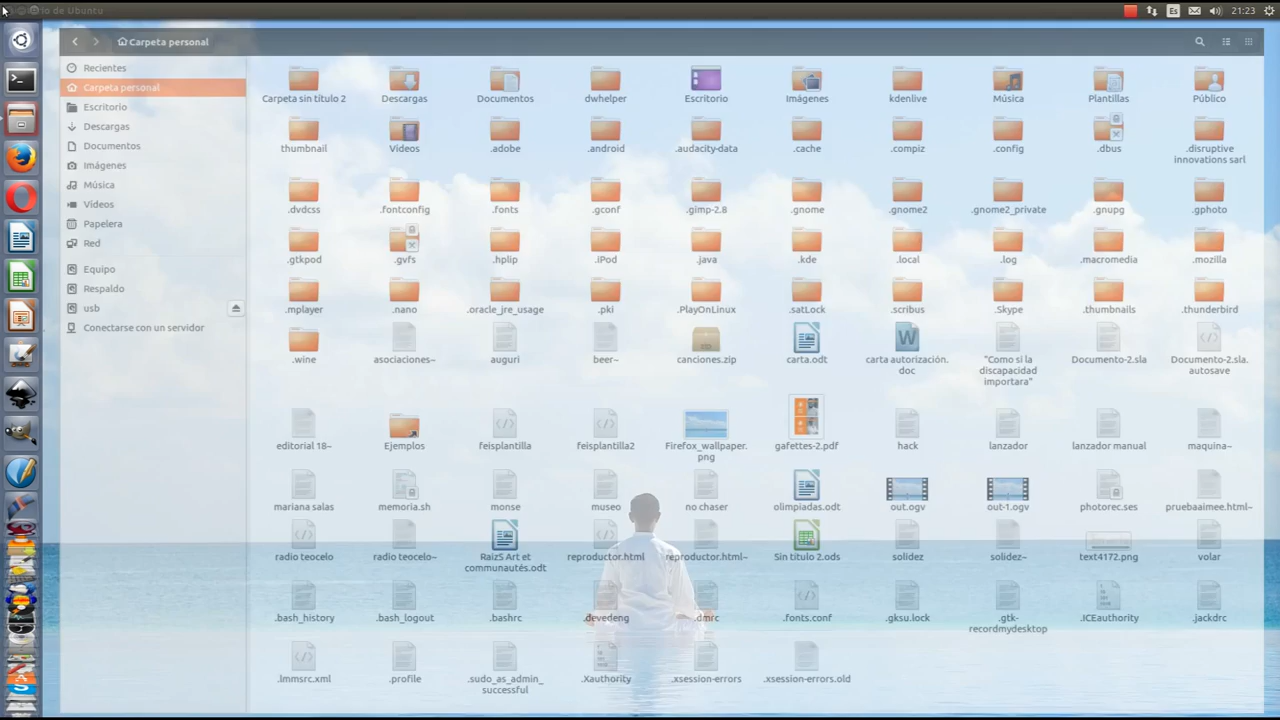 io de Ubuntu
Es
21:23
Carpeta personal
Recientes
Carpeta personal
Escritorio
Descargas
Documentos
Imágenes
Música
Vídeos
Papelera
Red
Equipo
Respaldo
usb
Conectarse con un servidor
Carpeta sin título 2
Descargas
Documentos
dwhelper
Escritorio
Imágenes
kdenlive
Música
Plantillas
Público
thumbnail
Vídeos
.adobe
.android
.audacity-data
.cache
.compiz
.config
.dbus
.disruptive
innovations sarl
.dvdcss
.fontconfig
.fonts
.gconf
.gimp-2.8
.gnome
.gnome2
.gnome2_private
.gnupg
.gphoto
.gtkpod
.gvfs
.hplip
.iPod
.java
.kde
.local
.log
.macromedia
.mozilla
.mplayer
.nano
.oracle_jre_usage
.pki
.PlayOnLinux
.satLock
.scribus
.Skype
.thumbnails
.thunderbird
.wine
asociaciones~
auguri
beer~
canciones.zip
carta.odt
carta autorización.
doc
"Como si la
discapacidad
importara"
Documento-2.sla
Documento-2.sla.
autosave
editorial 18~
Ejemplos
feisplantilla
feisplantilla2
Firefox_wallpaper.
png
gafettes-2.pdf
hack
lanzador
lanzador manual
maquina~
mariana salas
memoria.sh
monse
museo
no chaser
olimpiadas.odt
out.ogv
out-1.ogv
photorec.ses
pruebaaimee.html~
radio teocelo
radio teocelo~
RaizS Art et
communautés.odt
reproductor.html
reproductor.html~
Sin título 2.ods
solidez
solidez~
text4172.png
volar
.bash_history
.bash_logout
.bashrc
.devedeng
.dmrc
.fonts.conf
.gksu.lock
.gtk-
recordmydesktop
.ICEauthority
.jackdrc
.lmmsrc.xml
.profile
.sudo_as_admin_
successful
.Xauthority
.xsession-errors
.xsession-errors.old